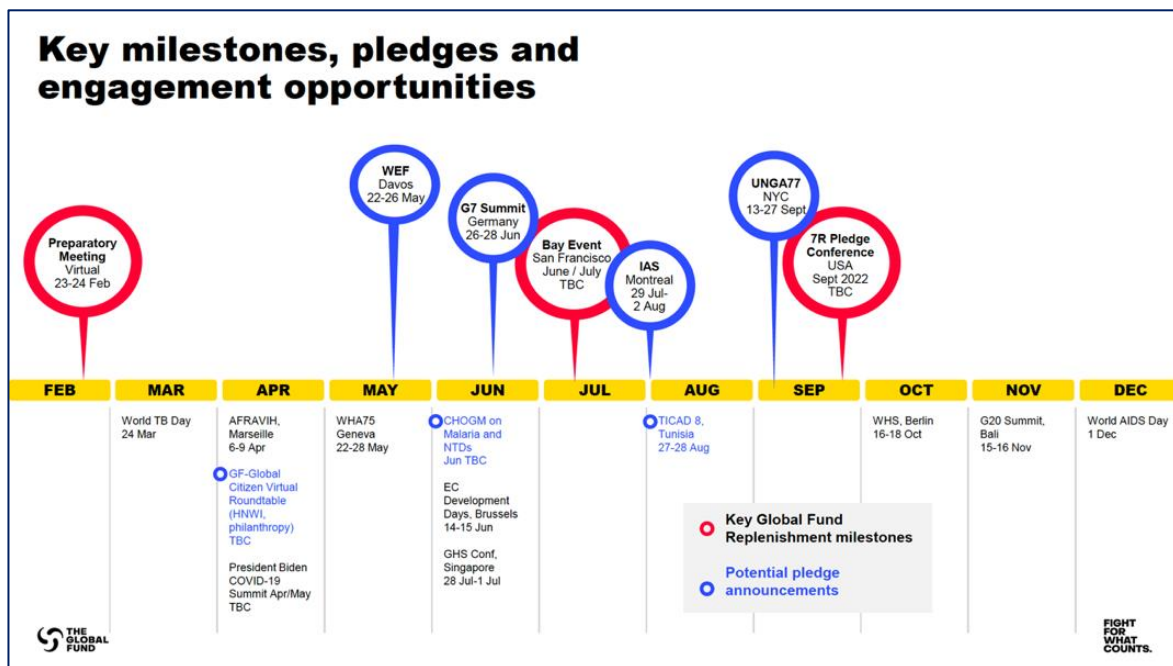 Key milestones, pledges and
engagement opportunities
Preparatory
Meeting
Virtual
23-24 Feb
WEF
Davos
22-26 May
G7 Summit
Germany
26-28 Jun
Bay Event
San Francisco
June / July
TBC
IAS
Montreal
29 Jul-
2 Aug
UNGA77
NYC
13-27 Sept
7R Pledge
Conference
USA
Sept 2022
TBC
FEB
MAR
APR
MAY
JUN
JUL
AUG
SEP
OCT
NOV
DEC
World TB Day
24 Mar
AFRAVIH,
Marseille
6-9 Apr
GF-Global
Citizen Virtual
Roundtable
(HNWI,
philanthropy)
TBC
President Biden
COVID-19
Summit Apr/May
TBC
WHA75
Geneva
22-28 May
CHOGM on
Malaria and
NTDs
Jun TBC
EC
Development
Days, Brussels
14-15 Jun
GHS Conf,
Singapore
28 Jul-1 Jul
TICAD 8,
Tunisia
27-28 Aug
WHS, Berlin
16-18 Oct
G20 Summit,
Bali
15-16 Nov
World AIDS Day
1 Dec
Key Global Fund
Replenishment milestones
Potential pledge
announcements
THE
GLOBAL
FUND
FIGHT
FOR
WHAT
COUNTS.